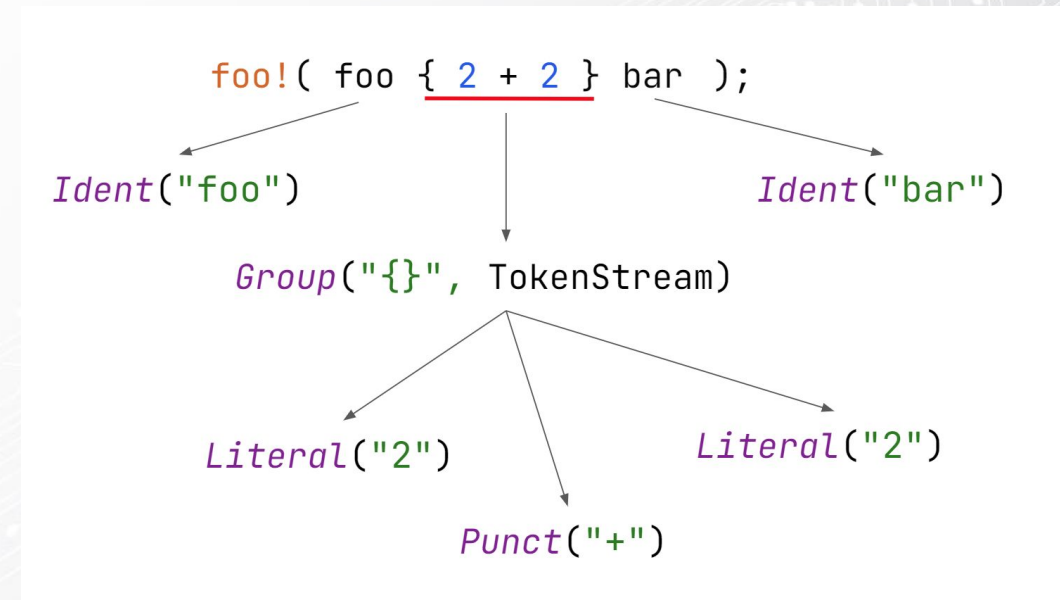 foo!( foo { 2 + 2 } bar );
Ident("foo")
Ident("bar")
Group("{}", TokenStream)
Literal("2")
Literal("2")
Punct("+")